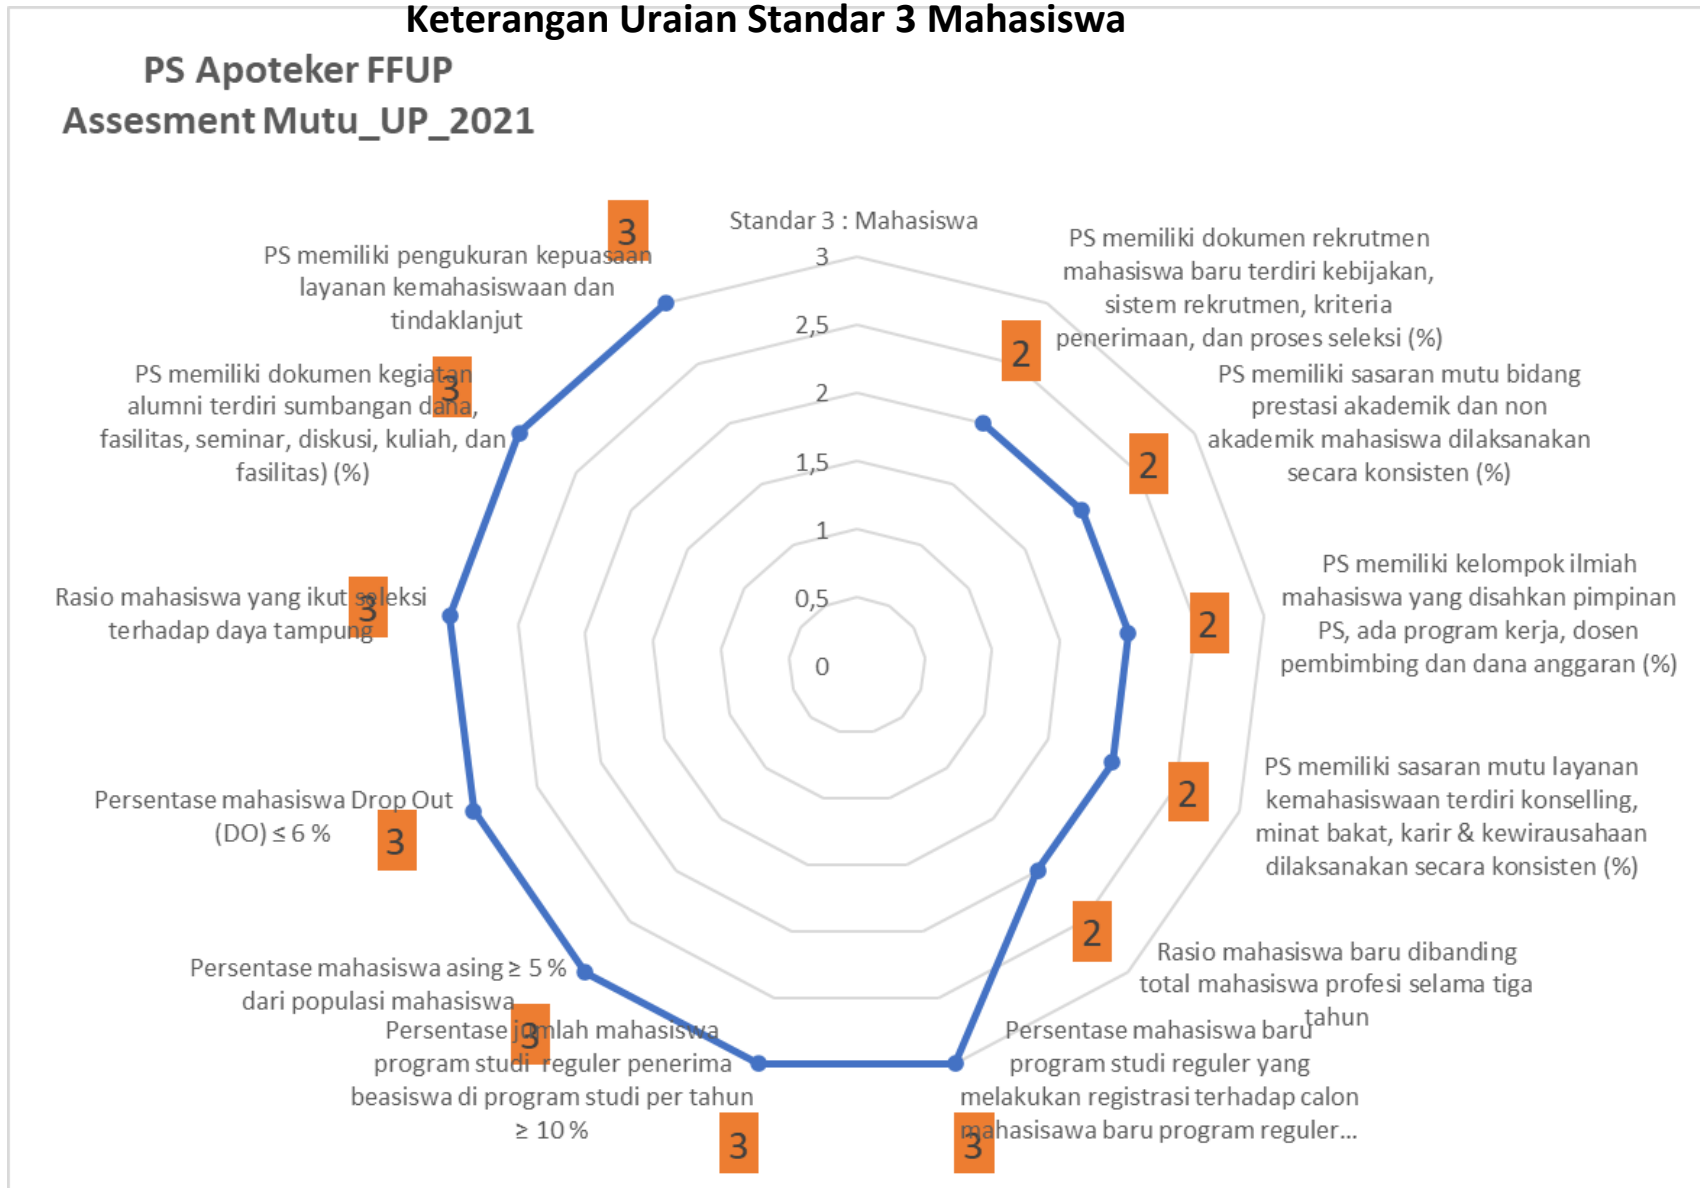 Keterangan Uraian Standar 3 Mahasiswa
PS Apoteker FFUP
Assesment Mutu_UP_2021
Standar 3 : Mahasiswa
3
2,5
2
1,5
1
0,5
0
PS memiliki dokumen rekrutmen
mahasiswa baru terdiri kebijakan,
sistem rekrutmen, kriteria
penerimaan, dan proses seleksi (%)
2
PS memiliki sasaran mutu bidang
prestasi akademik dan non
akademik mahasiswa dilaksanakan
secara konsisten (%)
2
PS memiliki kelompok ilmiah
mahasiswa yang disahkan pimpinan
PS, ada program kerja, dosen
pembimbing dan dana anggaran (%)
2
PS memiliki sasaran mutu layanan
kemahasiswaan terdiri konselling,
minat bakat, karir & kewirausahaan
dilaksanakan secara konsisten (%)
2
Rasio mahasiswa baru dibanding
total mahasiswa profesi selama tiga
tahun
2
Persentase mahasiswa baru
program studi reguler yang
melakukan registrasi terhadap calon
mahasisawa baru program reguler...
3
Persentase jumlah mahasiswa
program studi reguler penerima
beasiswa di program studi per tahun
≥ 10 %
3
Persentase mahasiswa asing ≥ 5 %
dari populasi mahasiswa
3
Persentase mahasiswa Drop Out
(DO) ≤ 6 %
3
Rasio mahasiswa yang ikut seleksi
terhadap daya tampung
3
PS memiliki dokumen kegiatan
alumni terdiri sumbangan dana,
fasilitas, seminar, diskusi, kuliah, dan
fasilitas) (%)
3
PS memiliki pengukuran kepuasaan
layanan kemahasiswaan dan
tindaklanjut
3